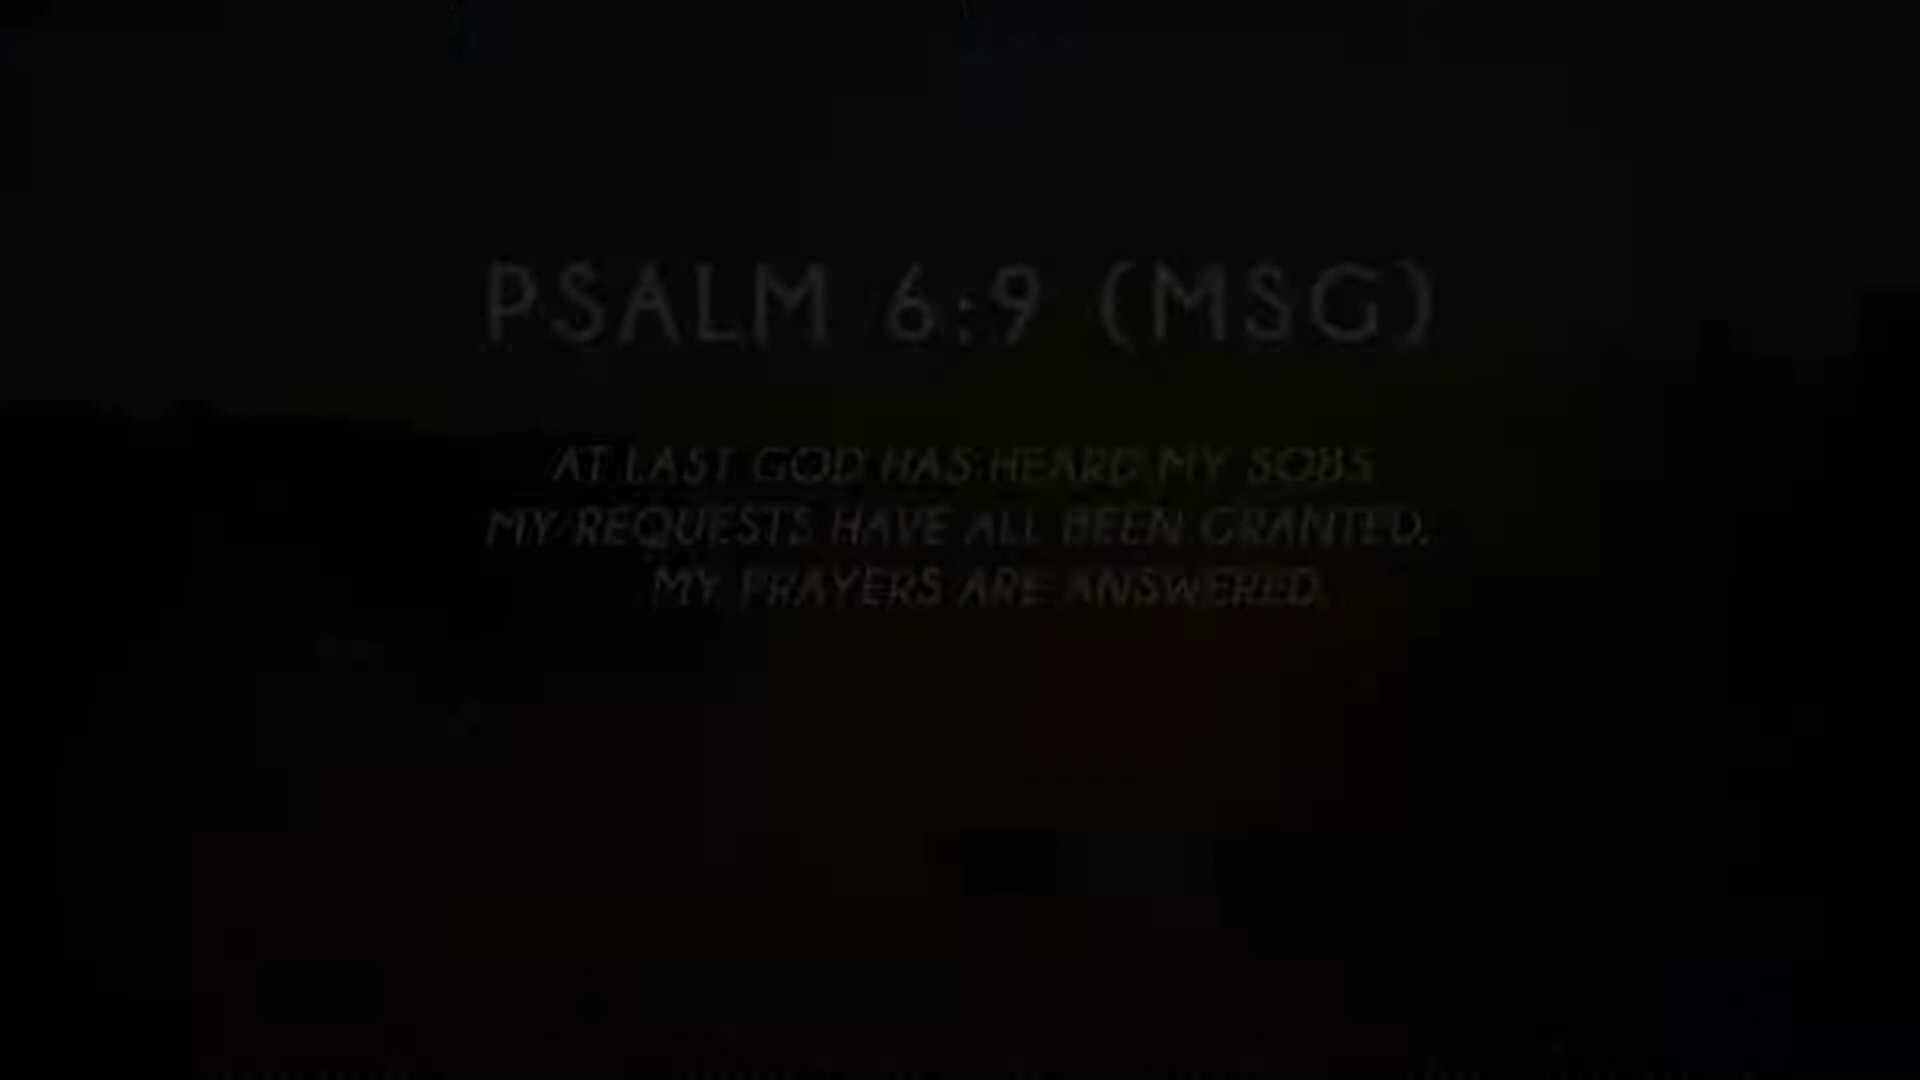 PSALM 6:9 (MSG)
AT LAST GOD HAS HEARD MY SOBS
MY REQUESTS HAVE ALL BEEN GRANTED,
MY PRAYERS ARE ANSWERED.